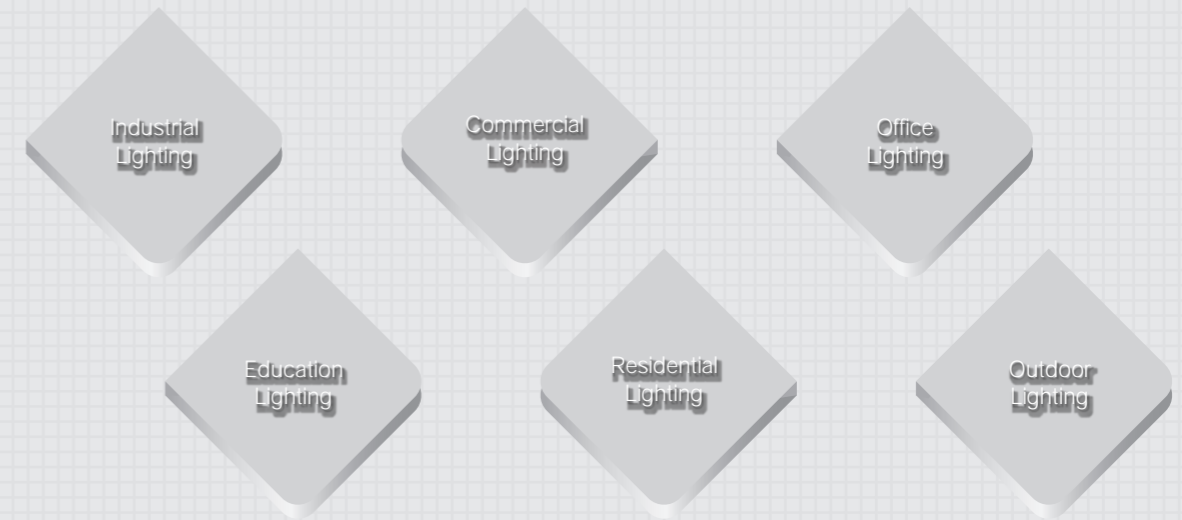 Industrial
Lighting
Commercial
Lighting
Office
Lighting
Education
Lighting
Residential
Lighting
Outdoor
Lighting